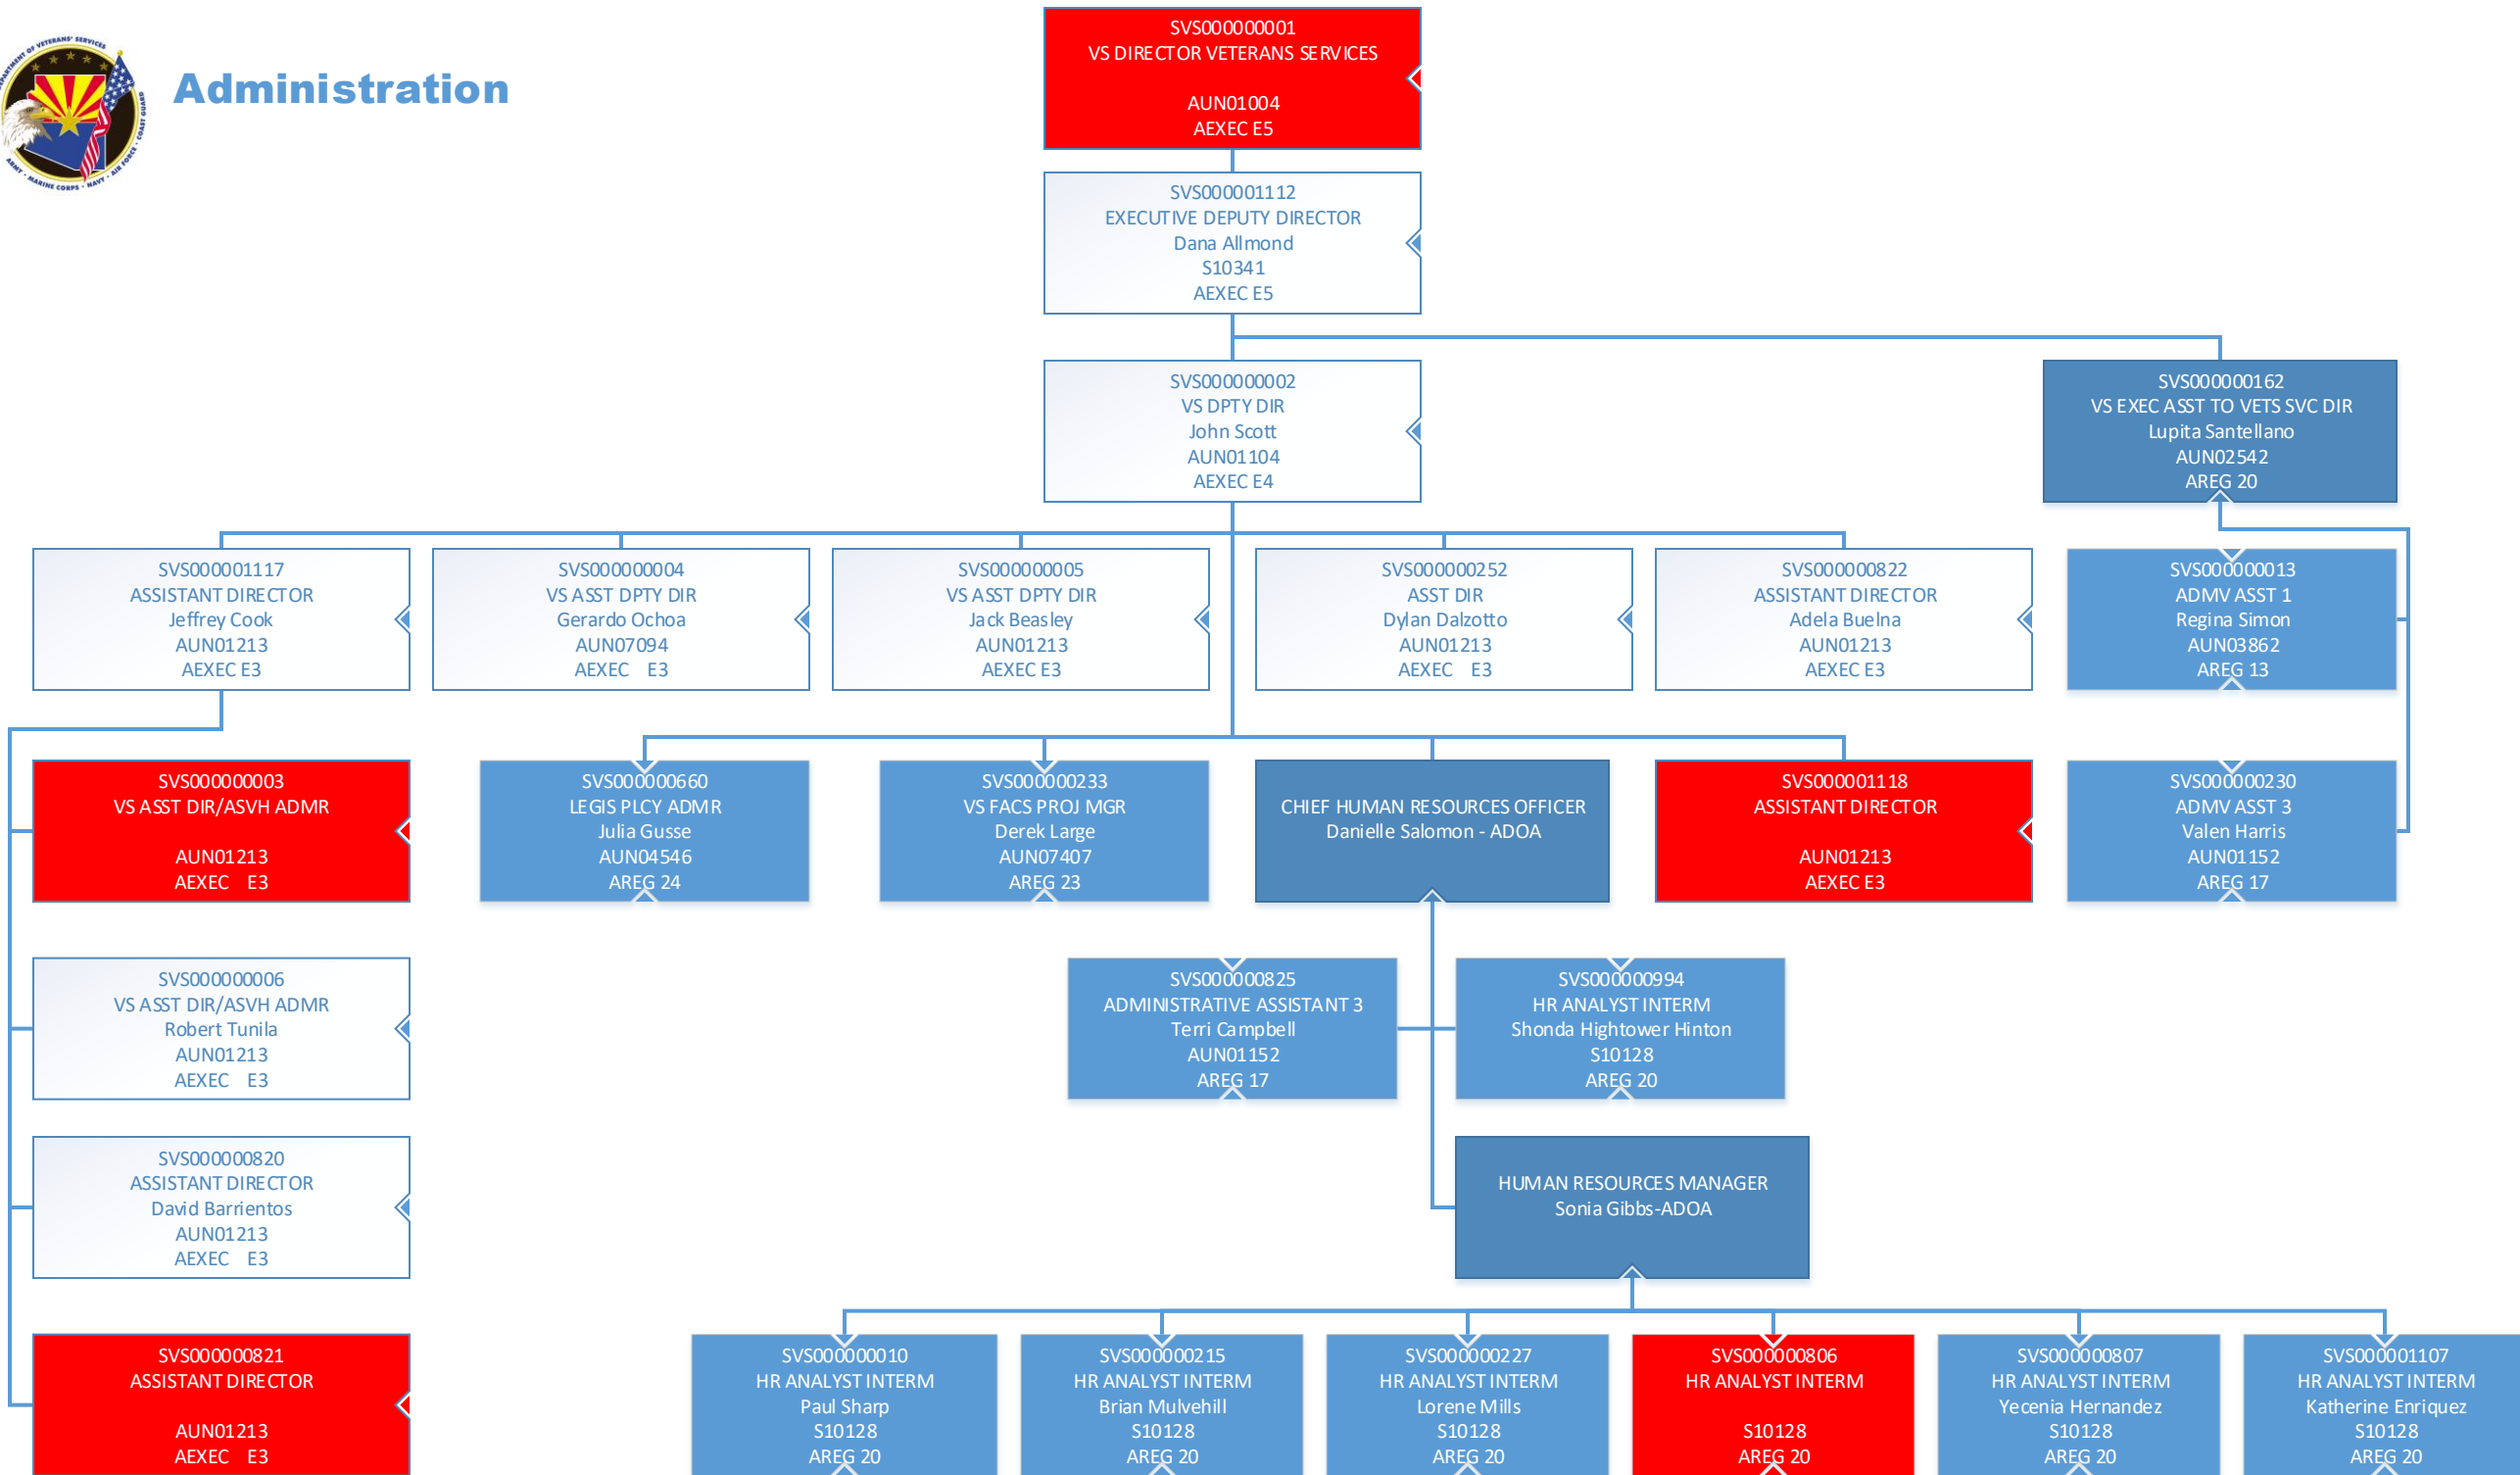 DEPARTMENT OF VETERANS' SERVICES
ARMY · MARINE CORPS · NAVY · AIR FORCE · COAST GUARD
Administration
SVS000000001
VS DIRECTOR VETERANS SERVICES
AUN01004
AEXEC E5
SVS000001112
EXECUTIVE DEPUTY DIRECTOR
Dana Allmond
S10341
AEXEC E5
SVS000000002
VS DPTY DIR
John Scott
AUN01104
AEXEC E4
SVS000000162
VS EXEC ASST TO VETS SVC DIR
Lupita Santellano
AUN02542
AREG 20
SVS000001117
ASSISTANT DIRECTOR
Jeffrey Cook
AUN01213
AEXEC E3
SVS000000004
VS ASST DPTY DIR
Gerardo Ochoa
AUN07094
AEXEC E3
SVS000000005
VS ASST DPTY DIR
Jack Beasley
AUN01213
AEXEC E3
SVS000000252
ASST DIR
Dylan Dalzotto
AUN01213
AEXEC E3
SVS000000822
ASSISTANT DIRECTOR
Adela Buelna
AUN01213
AEXEC E3
SVS000000013
ADMV ASST 1
Regina Simon
AUN03862
AREG 13
SVS000000003
VS ASST DIR/ASVH ADMR
AUN01213
AEXEC E3
SVS000000660
LEGIS PLCY ADMR
Julia Gusse
AUN04546
AREG 24
SVS000000233
VS FACS PROJ MGR
Derek Large
AUN07407
AREG 23
CHIEF HUMAN RESOURCES OFFICER
Danielle Salomon - ADOA
SVS000001118
ASSISTANT DIRECTOR
AUN01213
AEXEC E3
SVS000000230
ADMV ASST 3
Valen Harris
AUN01152
AREG 17
SVS000000006
VS ASST DIR/ASVH ADMR
Robert Tunila
AUN01213
AEXEC E3
SVS000000825
ADMINISTRATIVE ASSISTANT 3
Terri Campbell
AUN01152
AREG 17
SVS000000994
HR ANALYST INTERM
Shonda Hightower Hinton
S10128
AREG 20
SVS000000820
ASSISTANT DIRECTOR
David Barrientos
AUN01213
AEXEC E3
HUMAN RESOURCES MANAGER
Sonia Gibbs-ADOA
SVS000000821
ASSISTANT DIRECTOR
AUN01213
AEXEC E3
SVS000000010
HR ANALYST INTERM
Paul Sharp
S10128
AREG 20
SVS000000215
HR ANALYST INTERM
Brian Mulvehill
S10128
AREG 20
SVS000000227
HR ANALYST INTERM
Lorene Mills
S10128
AREG 20
SVS000000806
HR ANALYST INTERM
S10128
AREG 20
SVS000000807
HR ANALYST INTERM
Yecenia Hernandez
S10128
AREG 20
SVS000001107
HR ANALYST INTERM
Katherine Enriquez
S10128
AREG 20